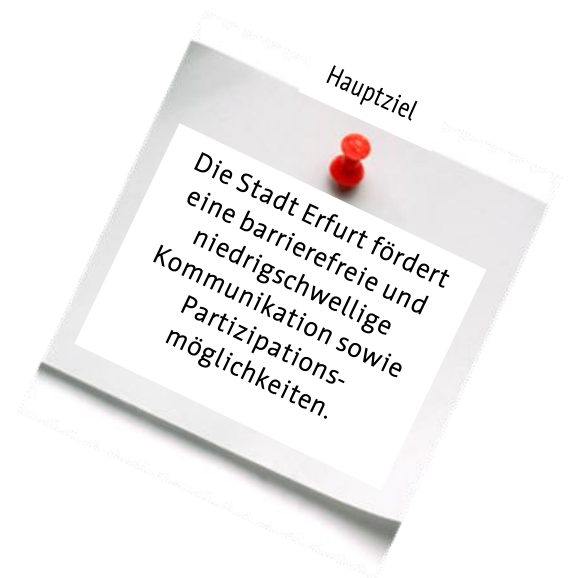 Hauptziel
Die Stadt Erfurt fördert
eine barrierefreie und
niedrigschwellige
Kommunikation sowie
Partizipations-
möglichkeiten.